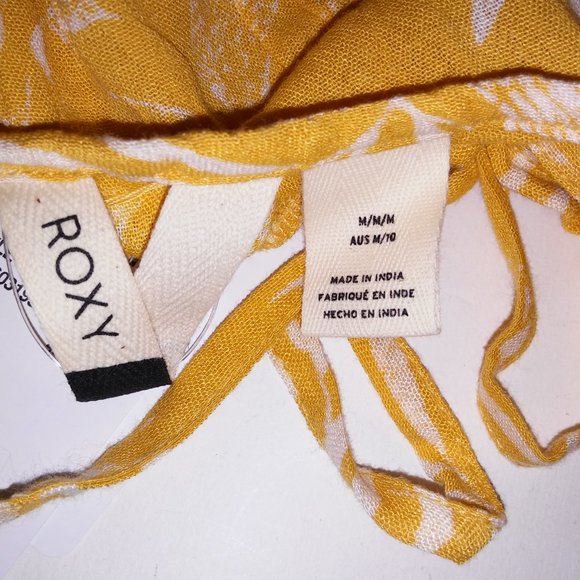 ROXY
M/M/M
AUS M/10
MADE IN INDIA
FABRIQUÉ EN INDE
HECHO EN INDIA